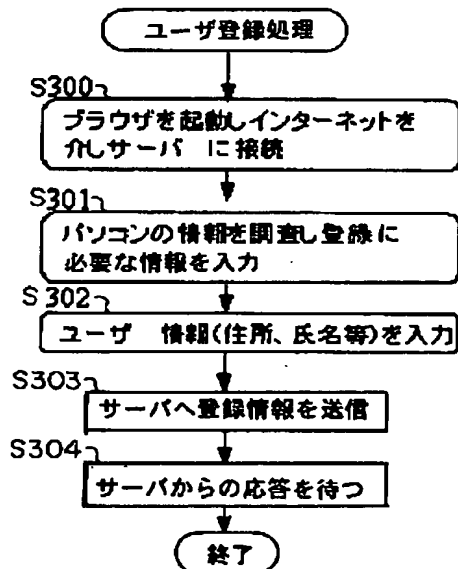 ユーザ登録処理
S300
ブラウザを起動しインターネットを
介しサーバ に接続
S301
パソコンの情報を調査し登録に
必要な情報を入力
S302
ユーザ 情報(住所、氏名等)を入力
S303
サーバへ登録情報を送信
S304
サーバからの応答を待つ
終了